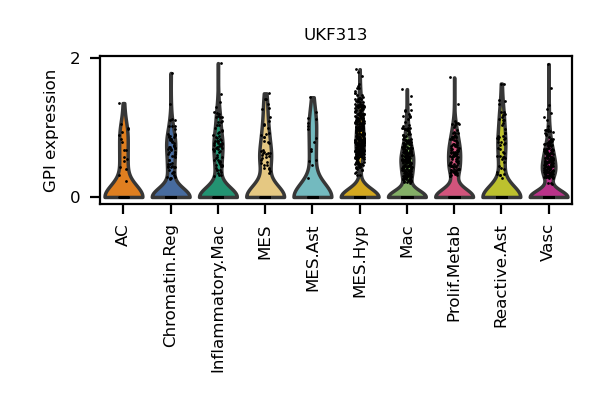 UKF313
GPI expression
2
0
AC
Chromatin.Reg
Inflammatory.Mac
MES
MES.Ast
MES.Hyp
Mac
Prolif.Metab
Reactive.Ast
Vasc